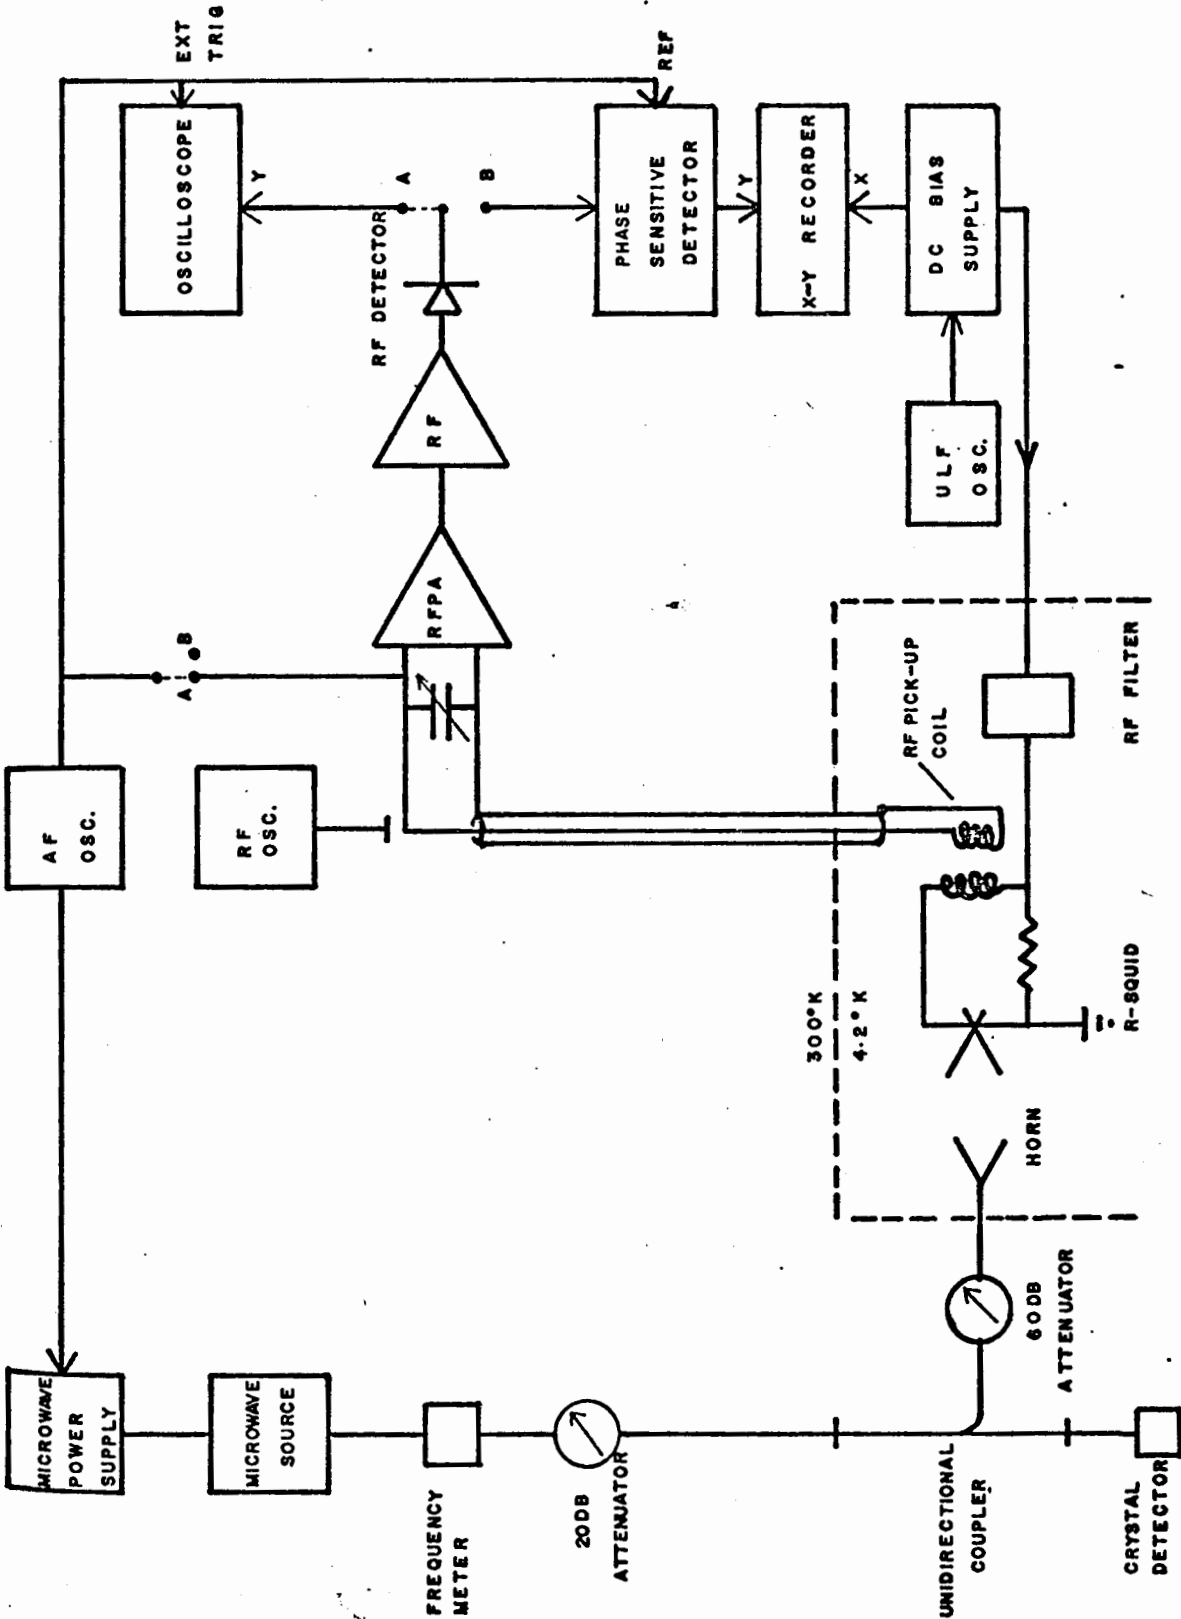 MICROWAVE
POWER
SUPPLY
AF
OSC.
EXT
TRIG
MICROWAVE
SOURCE
RF
OSC.
A
B
OSCILLOSCOPE
Y
FREQUENCY
METER
RFPA
RF
RF DETECTOR
A
B
REF
20DB
ATTENUATOR
PHASE
SENSITIVE
DETECTOR
Y
X-Y RECORDER
X
300°K
4.2°K
RF PICK-UP
COIL
ULF
OSC.
DC BIAS
SUPPLY
UNIDIRECTIONAL
COUPLER
60DB
ATTENUATOR
HORN
R-SQUID
RF FILTER
CRYSTAL
DETECTOR